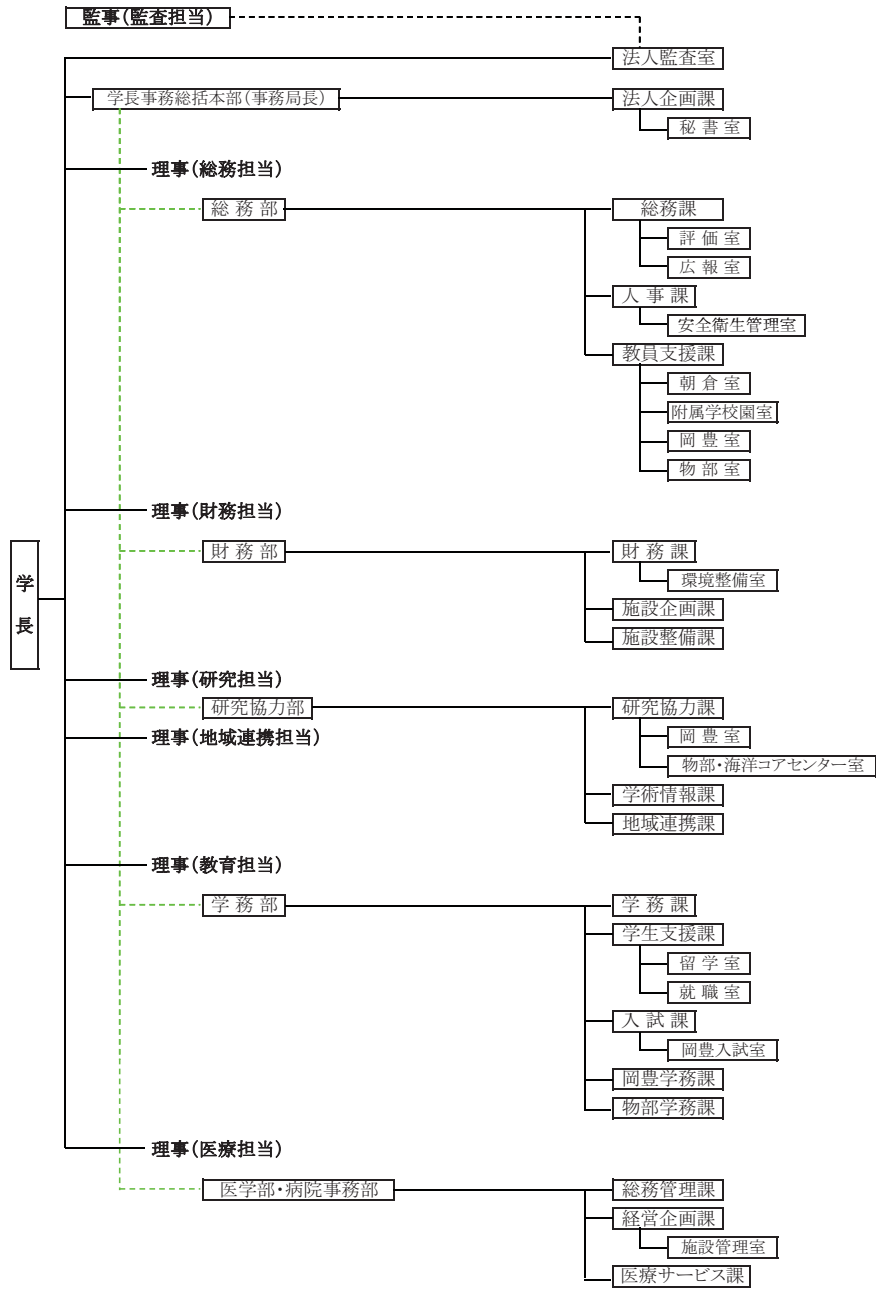 監事(監査担当)
法人監査室
学長事務総括本部(事務局長)
法人企画課
秘書室
理事(総務担当)
総務部
総務課
評価室
広報室
人事課
安全衛生管理室
教員支援課
朝倉室
附属学校園室
岡豊室
物部室
理事(財務担当)
学長
財務部
財務課
環境整備室
施設企画課
施設整備課
理事(研究担当)
研究協力部
研究協力課
岡豊室
理事(地域連携担当)
物部・海洋コアセンター室
学術情報課
地域連携課
理事(教育担当)
学務部
学務課
学生支援課
留学室
就職室
入試課
岡豊入試室
岡豊学務課
物部学務課
理事(医療担当)
医学部・病院事務部
総務管理課
経営企画課
施設管理室
医療サービス課